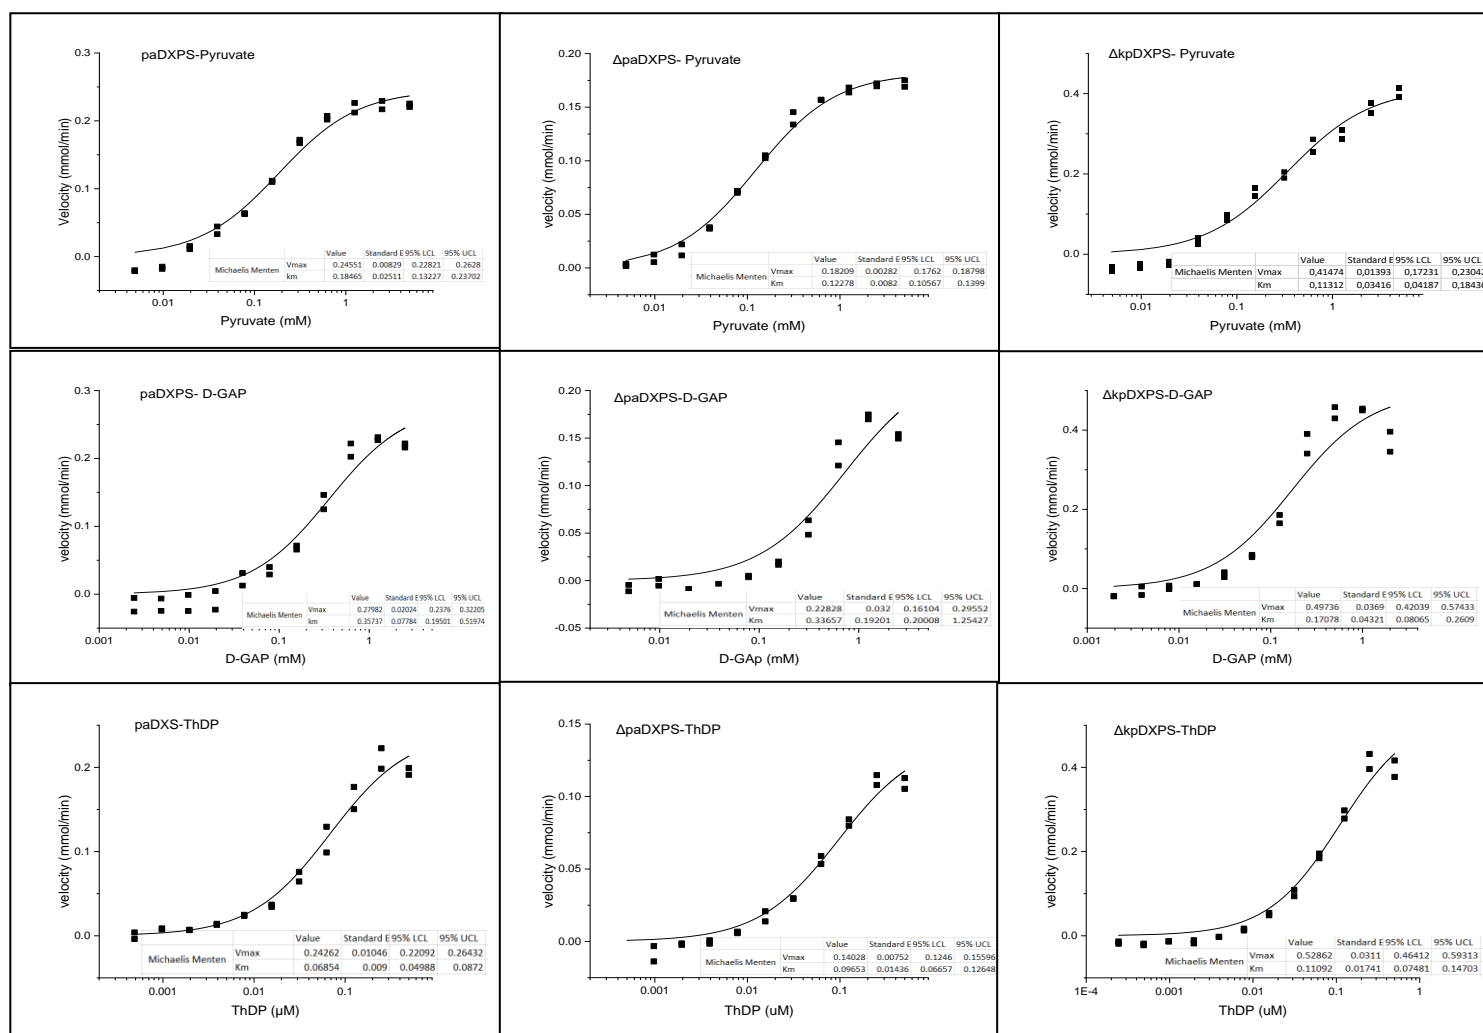 paDXPS-Pyruvate
0.3
0.2
0.1
0.0
Velocity (mmol/min)
Value Standard E 95% LCL 95% UCL
Michaelis Menten Vmax 0.24551 0.00829 0.22821 0.2628
km 0.18465 0.02511 0.13227 0.23702
0.01 0.1 1
Pyruvate (mM)
ΔpaDXPS- Pyruvate
0.20
0.15
0.10
0.05
0.00
velocity (mmol/min)
Value Standard E 95% LCL 95% UCL
Michaelis Menten Vmax 0.18209 0.00282 0.1762 0.18798
Km 0.12278 0.0082 0.10567 0.1399
0.01 0.1 1
Pyruvate (mM)
ΔkpDXPS- Pyruvate
0.4
0.2
0.0
velocity (mmol/min)
Value Standard E 95% LCL 95% UCL
Michaelis Menten Vmax 0,41474 0,01393 0,17231 0,23042
Km 0,11312 0,03416 0,04187 0,18436
0.01 0.1 1
Pyruvate (mM)
paDXPS- D-GAP
0.3
0.2
0.1
0.0
velocity (mmol/min)
Value Standard E 95% LCL 95% UCL
Michaelis Menten Vmax 0.27982 0.02024 0.2376 0.32205
km 0.35737 0.07784 0.19501 0.51974
0.001 0.01 0.1 1
D-GAP (mM)
ΔpaDXPS-D-GAP
0.20
0.15
0.10
0.05
0.00
-0.05
velocity (mmol/min)
Value Standard E 95% LCL 95% UCL
Michaelis Menten Vmax 0.22828 0.032 0.16104 0.29552
Km 0.33657 0.19201 0.20008 1.25427
0.01 0.1 1
D-GAp (mM)
ΔkpDXPS-D-GAP
0.4
0.2
0.0
velocity (mmol/min)
Value Standard E 95% LCL 95% UCL
Michaelis Menten Vmax 0.49736 0.0369 0.42039 0.57433
Km 0.17078 0.04321 0.08065 0.2609
0.001 0.01 0.1 1
D-GAP (mM)
paDXS-ThDP
0.2
0.1
0.0
velocity (mmol/min)
Value Standard E 95% LCL 95% UCL
Michaelis Menten Vmax 0.24262 0.01046 0.22092 0.26432
Km 0.06854 0.009 0.04988 0.0872
0.001 0.01 0.1
ThDP (µM)
ΔpaDXPS-ThDP
0.15
0.10
0.05
0.00
velocity (mmol/min)
Value Standard E 95% LCL 95% UCL
Michaelis Menten Vmax 0.14028 0.00752 0.1246 0.15596
Km 0.09653 0.01436 0.06657 0.12648
0.001 0.01 0.1 1
ThDP (uM)
ΔkpDXPS-ThDP
0.4
0.2
0.0
velocity (mmol/min)
Value Standard E 95% LCL 95% UCL
Michaelis Menten Vmax 0.52862 0.0311 0.46412 0.59313
Km 0.11092 0.01741 0.07481 0.14703
1E-4 0.001 0.01 0.1 1
ThDP (uM)